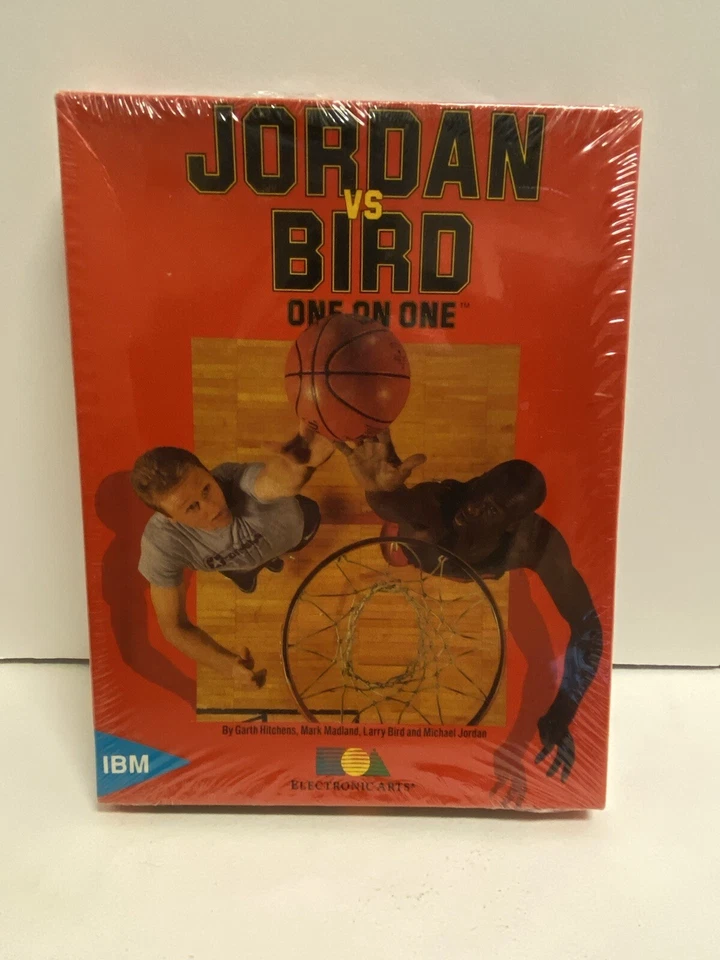 JORDAN
VS
BIRD
ONE ON ONE™
By Garth Hitchens, Mark Madland, Larry Bird and Michael Jordan
IBM
ELECTRONIC ARTS®